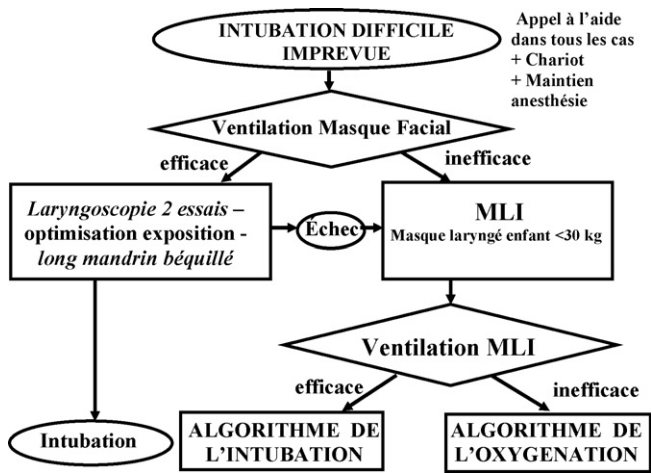 INTUBATION DIFFICILE
IMPREVUE
Appel à l'aide
dans tous les cas
+ Chariot
+ Maintien
anesthésie
Ventilation Masque Facial
efficace
inefficace
Laryngoscopie 2 essais –
optimisation exposition -
long mandrin béquillé
Échec
MLI
Masque laryngé enfant <30 kg
Ventilation MLI
efficace
inefficace
Intubation
ALGORITHME DE
L'INTUBATION
ALGORITHME DE
L'OXYGENATION